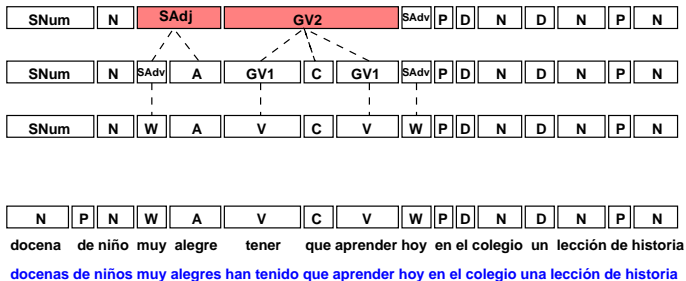 SNum N SAdj GV2 SAdv P D N D N P N
SNum N SAdv A GV1 C GV1 SAdv P D N D N P N
SNum N W A V C V W P D N D N P N
N P N W A V C V W P D N D N P N
docena de niño muy alegre tener que aprender hoy en el colegio un lección de historia
docenas de niños muy alegres han tenido que aprender hoy en el colegio una lección de historia